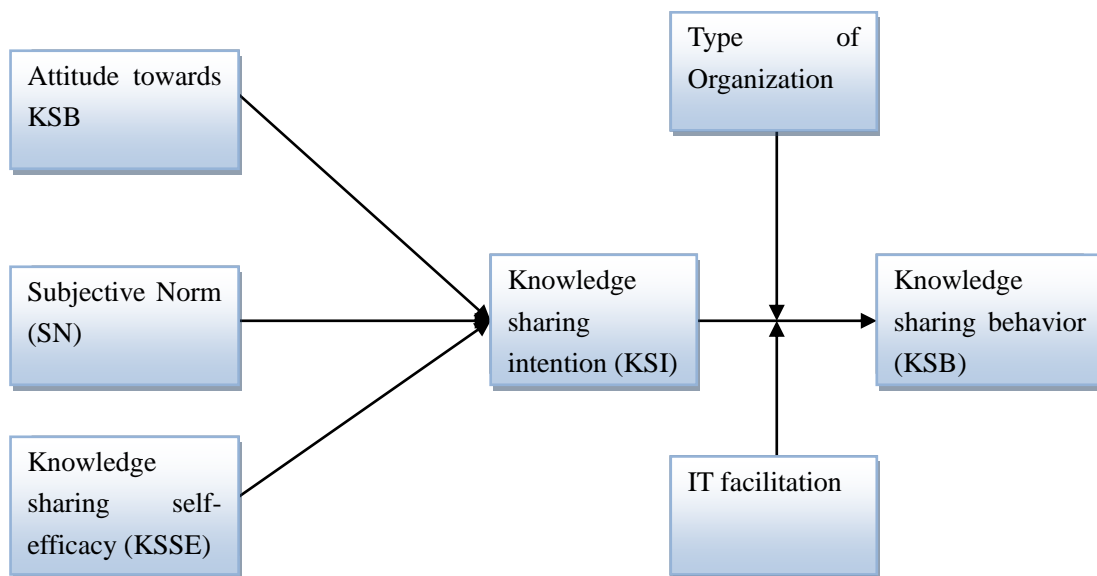 Attitude towards
KSB
Subjective Norm
(SN)
Knowledge
sharing self-
efficacy (KSSE)
Knowledge
sharing
intention (KSI)
Type of
Organization
IT facilitation
Knowledge
sharing behavior
(KSB)